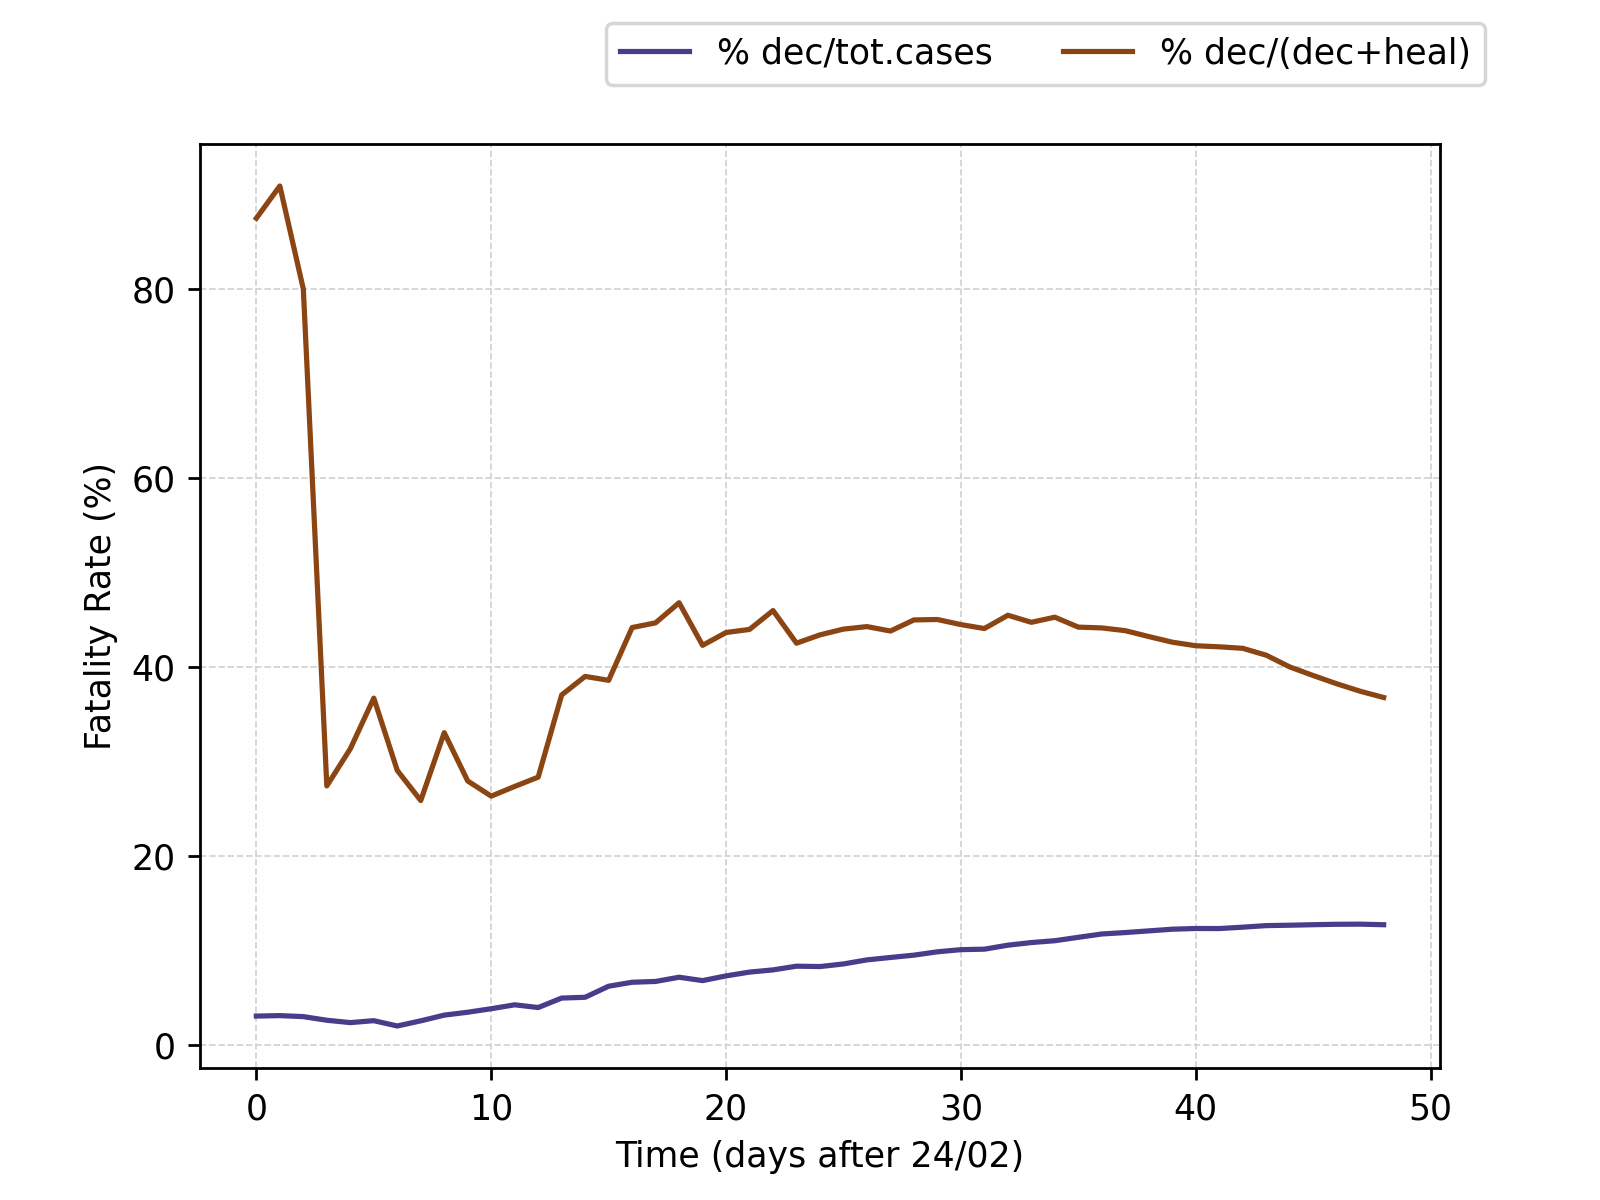 % dec/tot.cases % dec/(dec+heal)
Fatality Rate (%)
80
60
40
20
0
0 10 20 30 40 50
Time (days after 24/02)